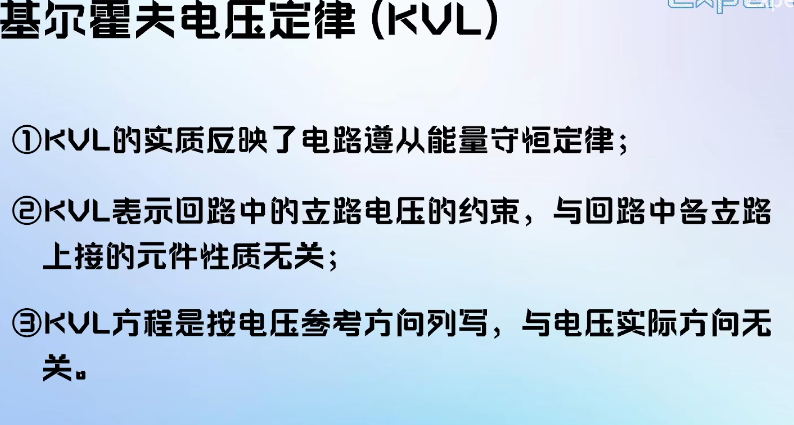 基尔霍夫电压定律(KVL)
①KVL的实质反映了电路遵从能量守恒定律；
②KVL表示回路中的支路电压的约束，与回路中各支路
上接的元件性质无关；
③KVL方程是按电压参考方向列写，与电压实际方向无
关。